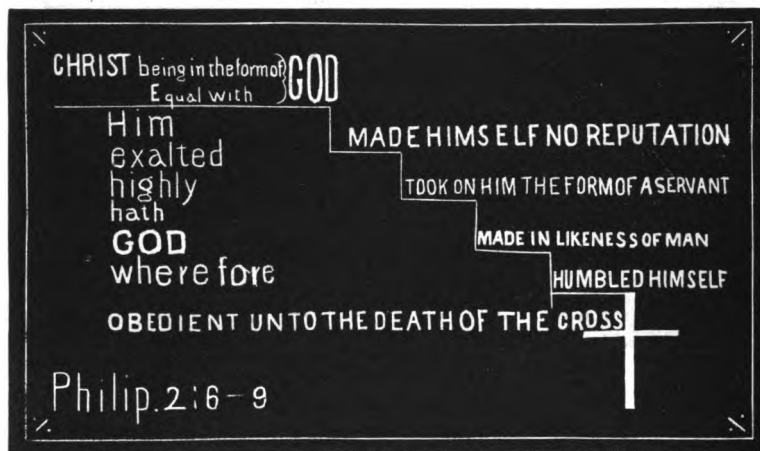 CHRIST being in the form of } GOD
Equal with
MADE HIMSELF NO REPUTATION
TOOK ON HIM THE FORM OF A SERVANT
MADE IN LIKENESS OF MAN
HUMBLED HIMSELF
Him
exalted
highly
hath
GOD
wherefore
OBEDIENT UNTO THE DEATH OF THE CROSS
Philip. 2:6-9